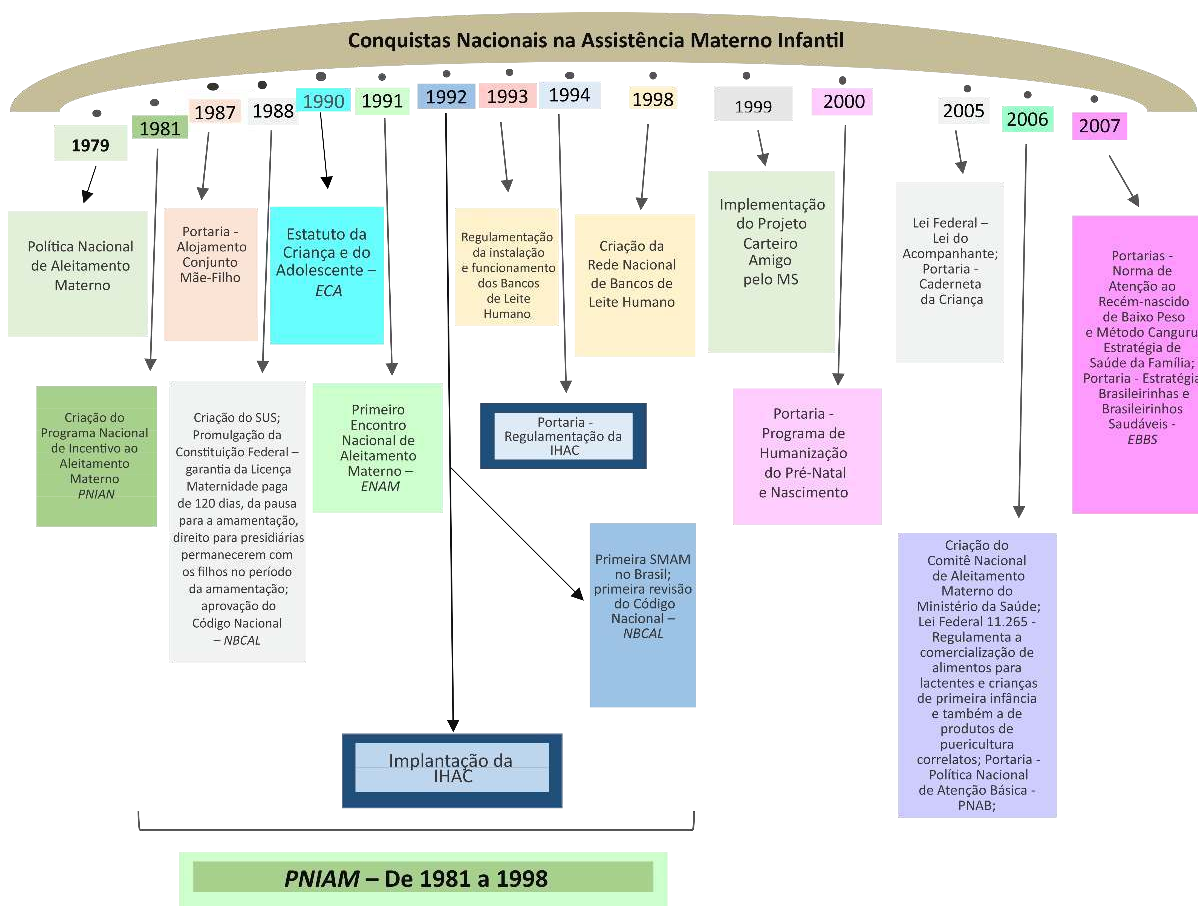 Conquistas Nacionais na Assistência Materno Infantil
1979
1981
1987
1988
1990
1991
1992
1993
1994
1998
1999
2000
2005
2006
2007
Política Nacional
de Aleitamento
Materno
Criação do
Programa Nacional
de Incentivo ao
Aleitamento
Materno
PNIAN
Portaria -
Alojamento
Conjunto
Mãe-Filho
Criação do SUS;
Promulgação da
Constituição Federal –
garantia da Licença
Maternidade paga
de 120 dias, da pausa
para a amamentação,
direito para presidiárias
permanecerem com
os filhos no período
da amamentação;
aprovação do
Código Nacional
– NBCAL
Estatuto da
Criança e do
Adolescente –
ECA
Primeiro
Encontro
Nacional de
Aleitamento
Materno –
ENAM
Implantação da
IHAC
Primeira SMAM
no Brasil;
primeira revisão
do Código
Nacional –
NBCAL
Regulamentação
da instalação
e funcionamento
dos Bancos
de Leite
Humano
Portaria -
Regulamentação da
IHAC
Criação da
Rede Nacional
de Bancos de
Leite Humano
Implementação
do Projeto
Carteiro
Amigo
pelo MS
Portaria -
Programa de
Humanização
do Pré-Natal
e Nascimento
Lei Federal –
Lei do
Acompanhante;
Portaria -
Caderneta
da Criança
Criação do
Comitê Nacional
de Aleitamento
Materno do
Ministério da Saúde;
Lei Federal 11.265 -
Regulamenta a
comercialização de
alimentos para
lactentes e crianças
de primeira infância
e também a de
produtos de
puericultura
correlatos; Portaria -
Política Nacional
de Atenção Básica -
PNAB;
Portarias -
Norma de
Atenção ao
Recém-nascido
de Baixo Peso
e Método Canguru
Estratégia de
Saúde da Família;
Portaria - Estratégia
Brasileirinhas e
Brasileirinhos
Saudáveis -
EBBS
PNIAM – De 1981 a 1998